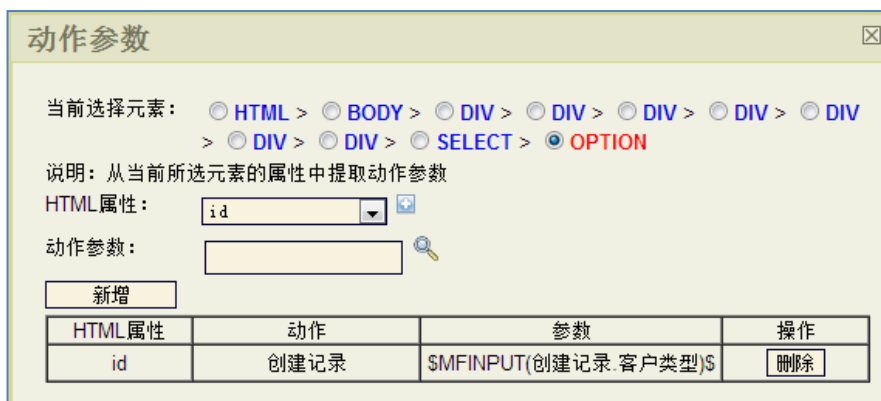 动作参数
当前选择元素： HTML > BODY > DIV > DIV > DIV > DIV > DIV
> DIV > DIV > SELECT > OPTION
说明：从当前所选元素的属性中提取动作参数
HTML属性： id
动作参数：
新增
HTML属性 动作 参数 操作
id 创建记录 $MFINPUT(创建记录.客户类型)$ 删除